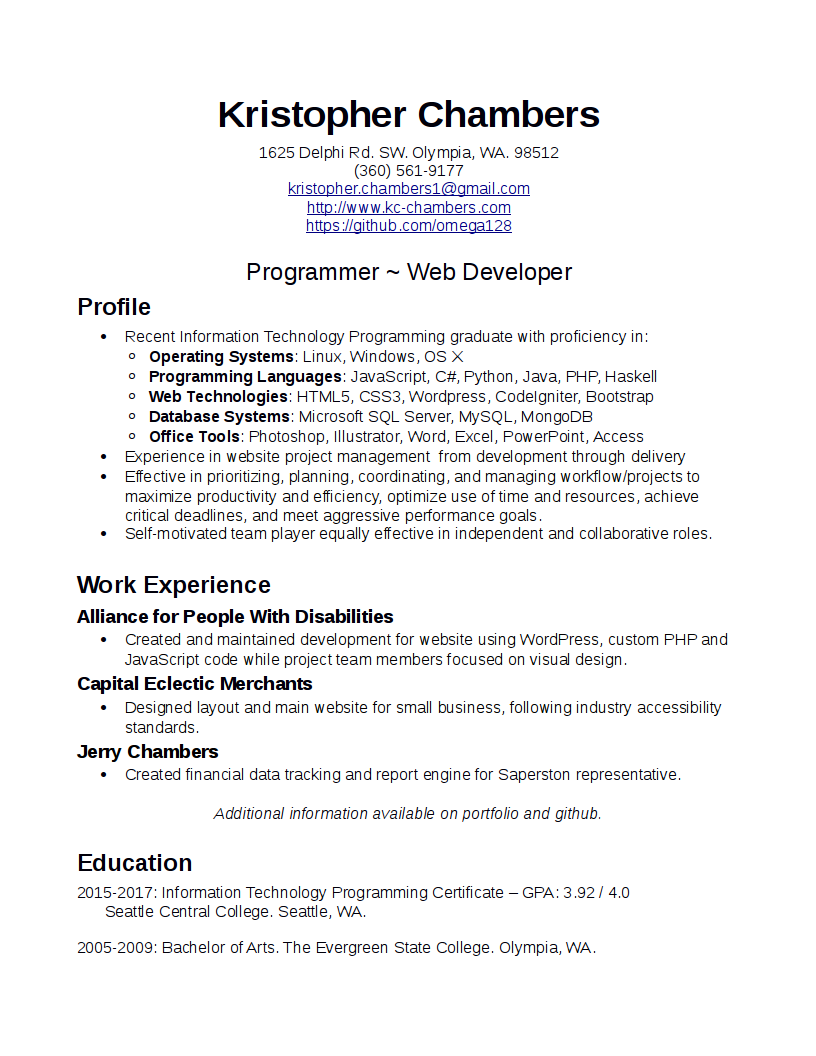 Kristopher Chambers
1625 Delphi Rd. SW. Olympia, WA. 98512
(360) 561-9177
kristopher.chambers1@gmail.com
http://www.kc-chambers.com
https://github.com/omega128
Programmer ~ Web Developer
Profile
• Recent Information Technology Programming graduate with proficiency in:
◦ Operating Systems: Linux, Windows, OS X
◦ Programming Languages: JavaScript, C#, Python, Java, PHP, Haskell
◦ Web Technologies: HTML5, CSS3, Wordpress, CodeIgniter, Bootstrap
◦ Database Systems: Microsoft SQL Server, MySQL, MongoDB
◦ Office Tools: Photoshop, Illustrator, Word, Excel, PowerPoint, Access
• Experience in website project management  from development through delivery
• Effective in prioritizing, planning, coordinating, and managing workflow/projects to
maximize productivity and efficiency, optimize use of time and resources, achieve
critical deadlines, and meet aggressive performance goals.
• Self-motivated team player equally effective in independent and collaborative roles.
Work Experience
Alliance for People With Disabilities
• Created and maintained development for website using WordPress, custom PHP and
JavaScript code while project team members focused on visual design.
Capital Eclectic Merchants
• Designed layout and main website for small business, following industry accessibility
standards.
Jerry Chambers
• Created financial data tracking and report engine for Saperston representative.
Additional information available on portfolio and github.
Education
2015-2017: Information Technology Programming Certificate – GPA: 3.92 / 4.0
Seattle Central College. Seattle, WA.
2005-2009: Bachelor of Arts. The Evergreen State College. Olympia, WA.